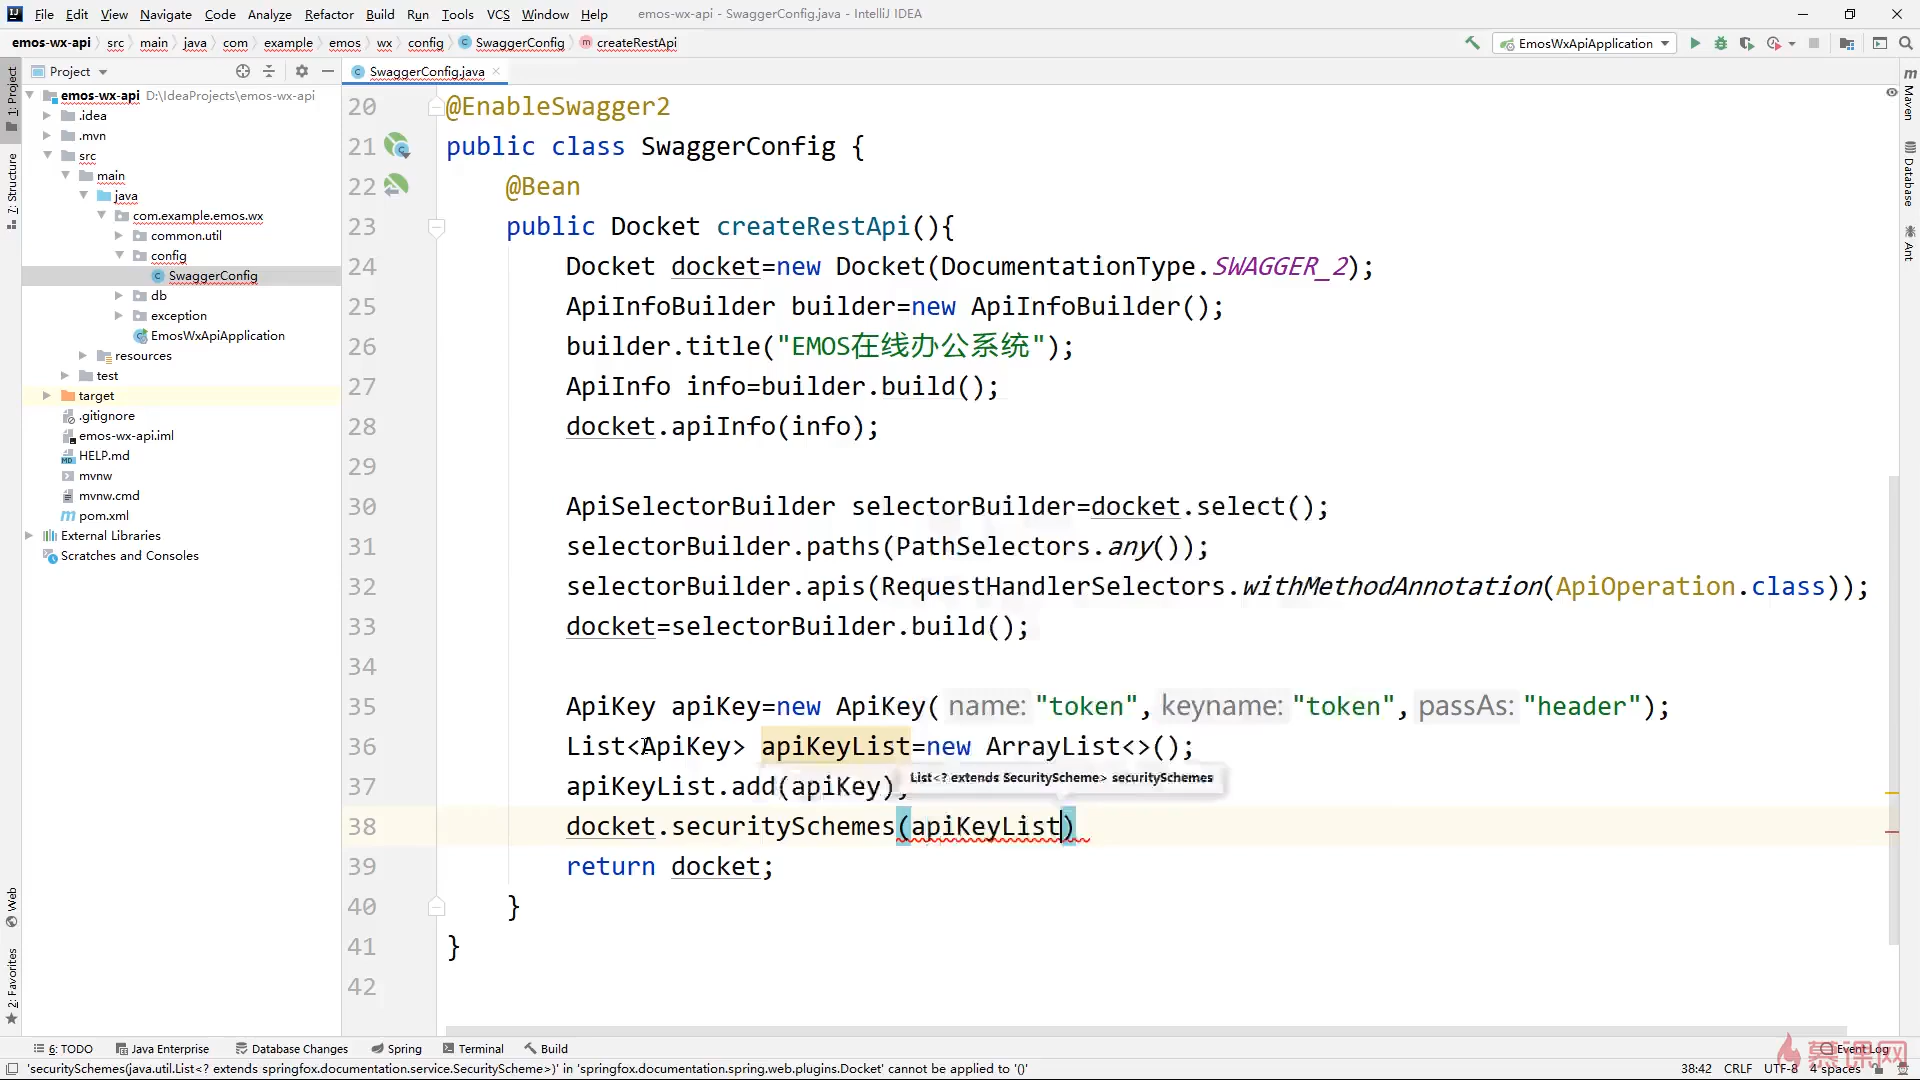 File Edit View Navigate Code Analyze Refactor Build Run Tools VCS Window Help emos-wx-api - SwaggerConfig.java - IntelliJ IDEA
emos-wx-api src main java com example emos wx config SwaggerConfig createRestApi EmosWxApiApplication
Project SwaggerConfig.java
emos-wx-api D:\IdeaProjects\emos-wx-api
.idea
.mvn
src
main
java
com.example.emos.wx
common.util
config
SwaggerConfig
db
exception
EmosWxApiApplication
resources
test
target
.gitignore
emos-wx-api.iml
HELP.md
mvnw
mvnw.cmd
pom.xml
External Libraries
Scratches and Consoles
1: Project
7: Structure
Web
2: Favorites
20 @EnableSwagger2
21 public class SwaggerConfig {
22 @Bean
23 public Docket createRestApi(){
24 Docket docket=new Docket(DocumentationType.SWAGGER_2);
25 ApiInfoBuilder builder=new ApiInfoBuilder();
26 builder.title("EMOS在线办公系统");
27 ApiInfo info=builder.build();
28 docket.apiInfo(info);
29
30 ApiSelectorBuilder selectorBuilder=docket.select();
31 selectorBuilder.paths(PathSelectors.any());
32 selectorBuilder.apis(RequestHandlerSelectors.withMethodAnnotation(ApiOperation.class));
33 docket=selectorBuilder.build();
34
35 ApiKey apiKey=new ApiKey( name: "token", keyname: "token", passAs: "header");
36 List<ApiKey> apiKeyList=new ArrayList<>();
List<? extends SecurityScheme> securitySchemes
37 apiKeyList.add(apiKey);
38 docket.securitySchemes(apiKeyList)
39 return docket;
40 }
41 }
42
Maven
Database
Ant
6: TODO Java Enterprise Database Changes Spring Terminal Build Event Log
慕课网
'securitySchemes(java.util.List<? extends springfox.documentation.service.SecurityScheme>)' in 'springfox.documentation.spring.web.plugins.Docket' cannot be applied to '()' 38:42 CRLF UTF-8 4 spaces